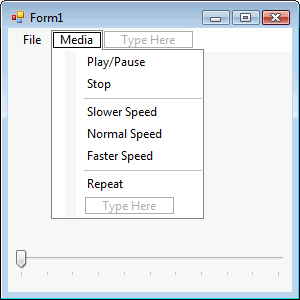 Form1
File Media Type Here
Play/Pause
Stop
Slower Speed
Normal Speed
Faster Speed
Repeat
Type Here